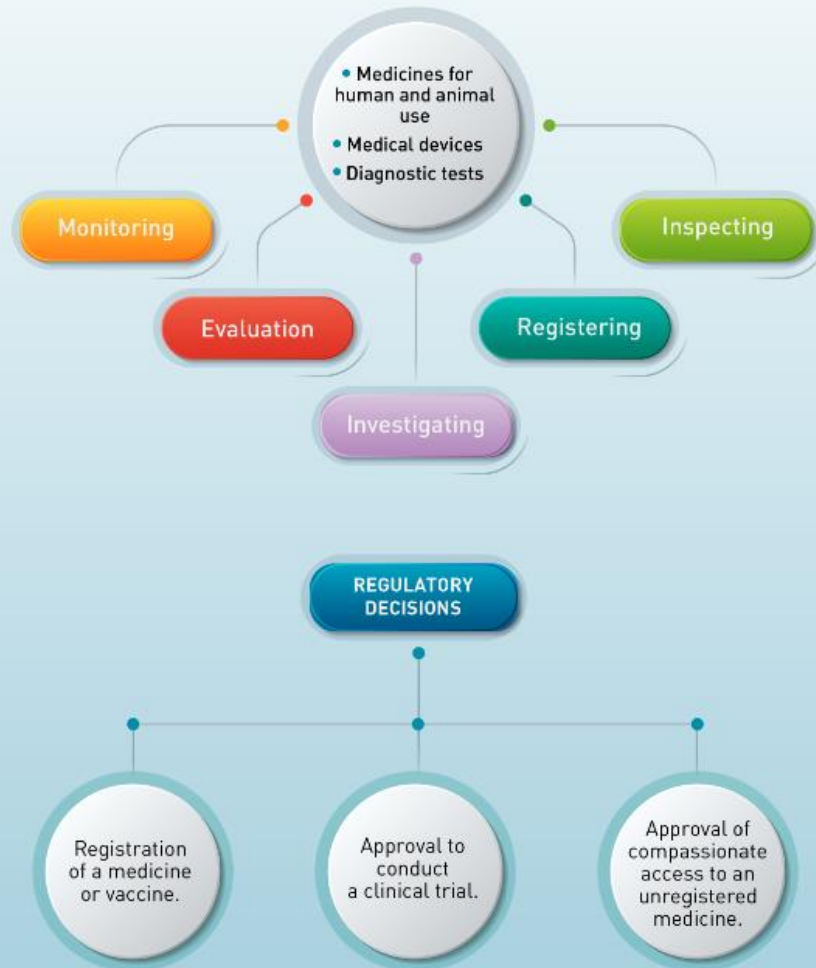 • Medicines for
human and animal
use
• Medical devices
• Diagnostic tests
Monitoring
Inspecting
Evaluation
Registering
Investigating
REGULATORY
DECISIONS
Registration
of a medicine
or vaccine.
Approval to
conduct
a clinical trial.
Approval of
compassionate
access to an
unregistered
medicine.